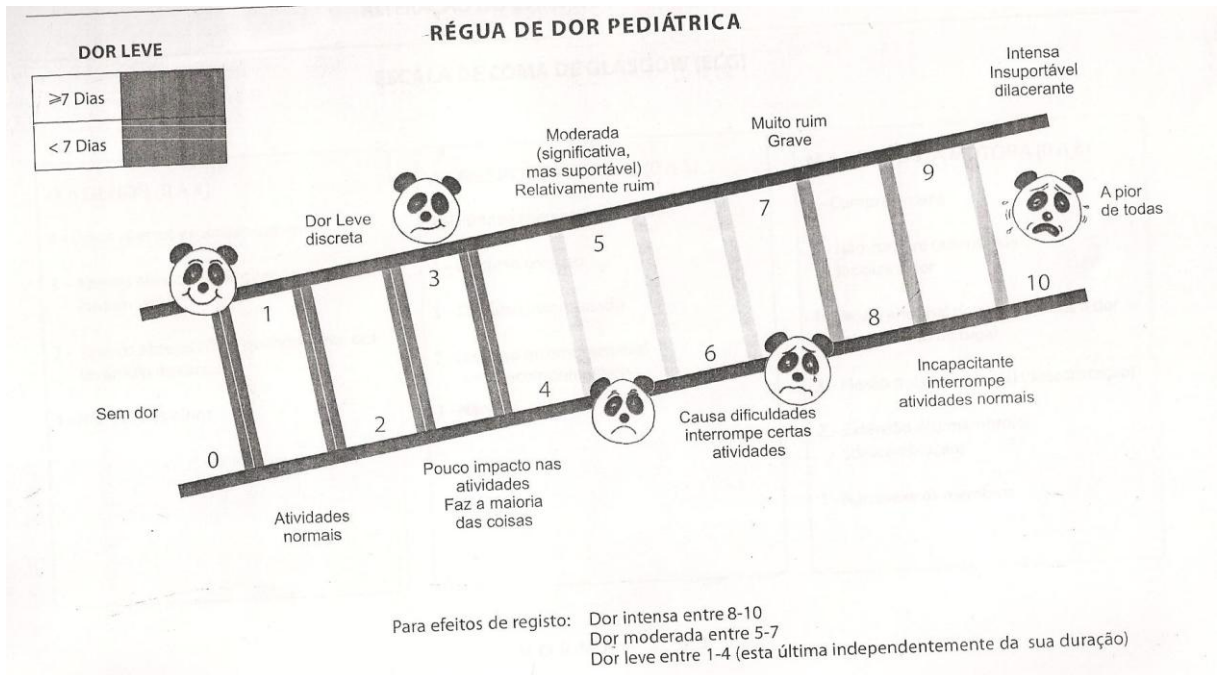 RÉGUA DE DOR PEDIÁTRICA
DOR LEVE
⩾7 Dias
< 7 Dias
Intensa
Insuportável
dilacerante
Muito ruim
Grave
Moderada
(significativa,
mas suportável)
Relativamente ruim
Dor Leve
discreta
A pior
de todas
9
7
5
3
1
10
8
6
4
2
0
Sem dor
Atividades
normais
Pouco impacto nas
atividades
Faz a maioria
das coisas
Causa dificuldades
interrompe certas
atividades
Incapacitante
interrompe
atividades normais
Para efeitos de registo: Dor intensa entre 8-10
Dor moderada entre 5-7
Dor leve entre 1-4 (esta última independentemente da sua duração)